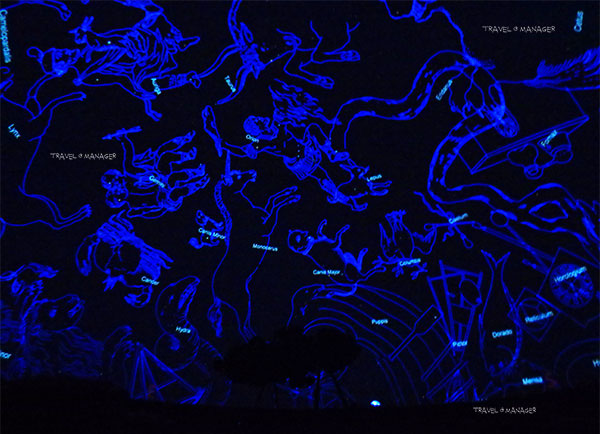 Camelopardalis
TRAVEL @ MANAGER
Cetus
Auriga
Taurus
Eridanus
Lynx
Orion
Fornax
TRAVEL @ MANAGER
Gemini
Lepus
Caelum
Canis Minor
Monocerus
Columba
Canis Major
Cancer
Horologium
Hydra
Puppis
Reticulum
Dorado
Pictor
Mensa
TRAVEL @ MANAGER